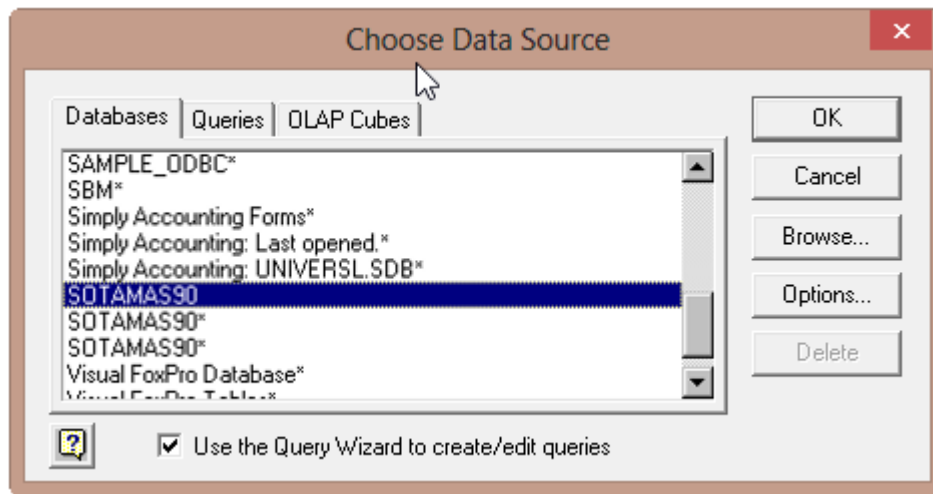 Choose Data Source
Databases Queries OLAP Cubes
SAMPLE_ODBC*
SBM*
Simply Accounting Forms*
Simply Accounting: Last opened.*
Simply Accounting: UNIVERSL.SDB*
SOTAMAS90
SOTAMAS90*
SOTAMAS90*
Visual FoxPro Database*
OK
Cancel
Browse...
Options...
Delete
Use the Query Wizard to create/edit queries